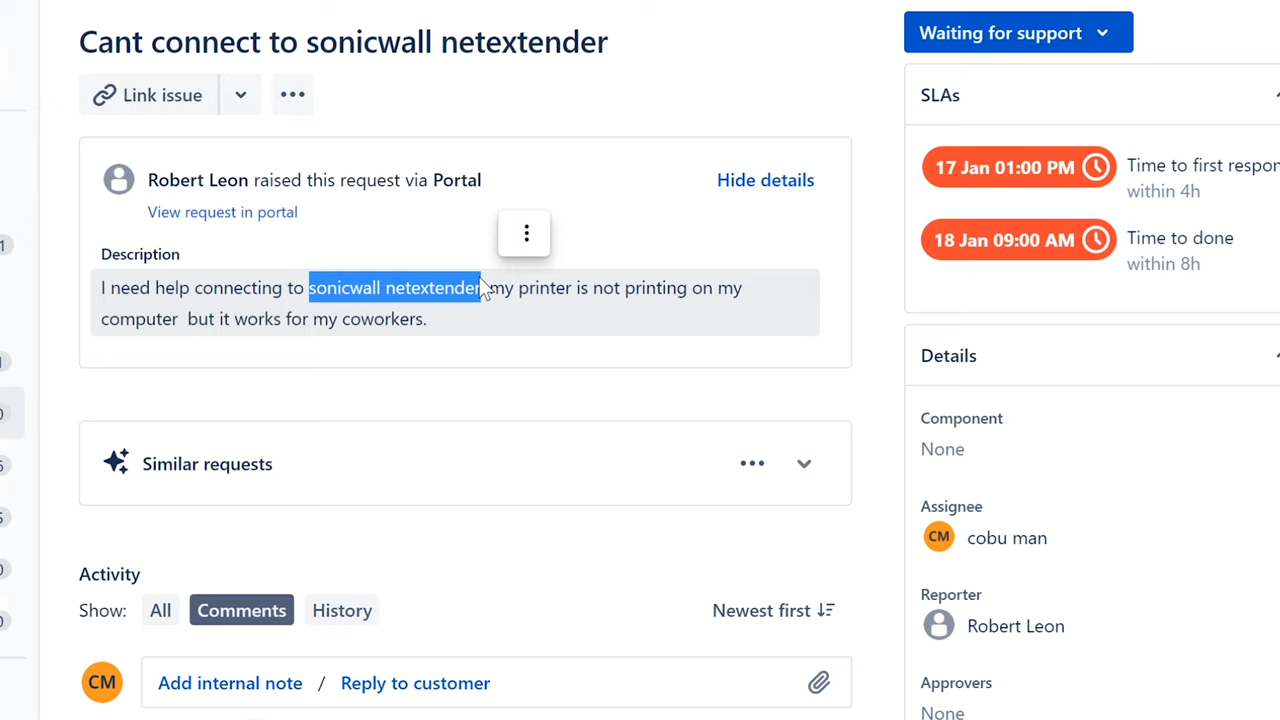 Cant connect to sonicwall netextender
Waiting for support
Link issue
SLAs
Robert Leon raised this request via Portal
Hide details
View request in portal
17 Jan 01:00 PM
Time to first respon
within 4h
18 Jan 09:00 AM
Time to done
within 8h
Description
I need help connecting to sonicwall netextender my printer is not printing on my
computer but it works for my coworkers.
Details
Component
None
Similar requests
Assignee
CM cobu man
Activity
Show: All Comments History
Newest first
Reporter
Robert Leon
CM
Add internal note / Reply to customer
Approvers
None